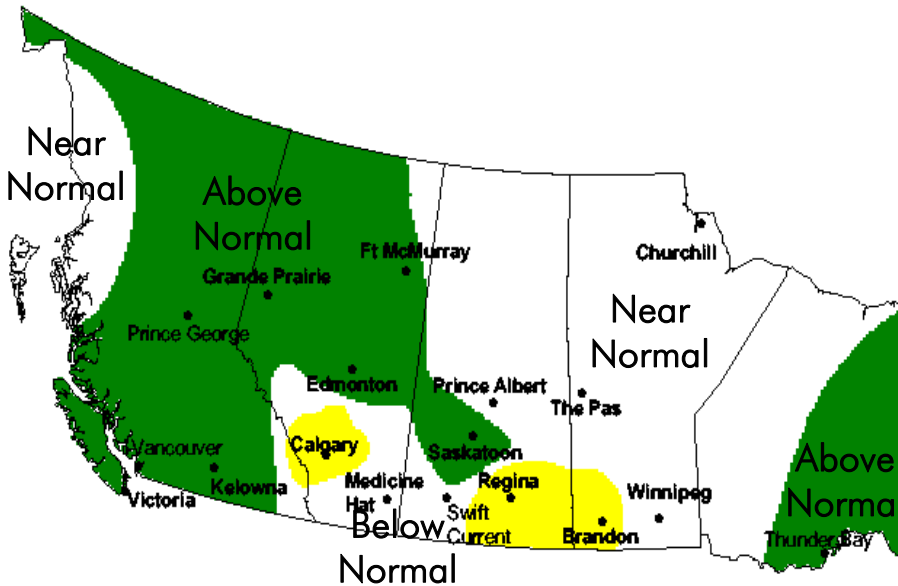 Near
Normal
Above
Normal
Ft McMurray
Churchill
Grande Prairie
Prince George
Near
Normal
Edmonton
Prince Albert
The Pas
Vancouver
Calgary
Saskatoon
Above
Norma
Victoria
Kelowna
Medicine
Hat
Regina
Winnipeg
Swift
Current
Below
Normal
Brandon
Thunder Bay